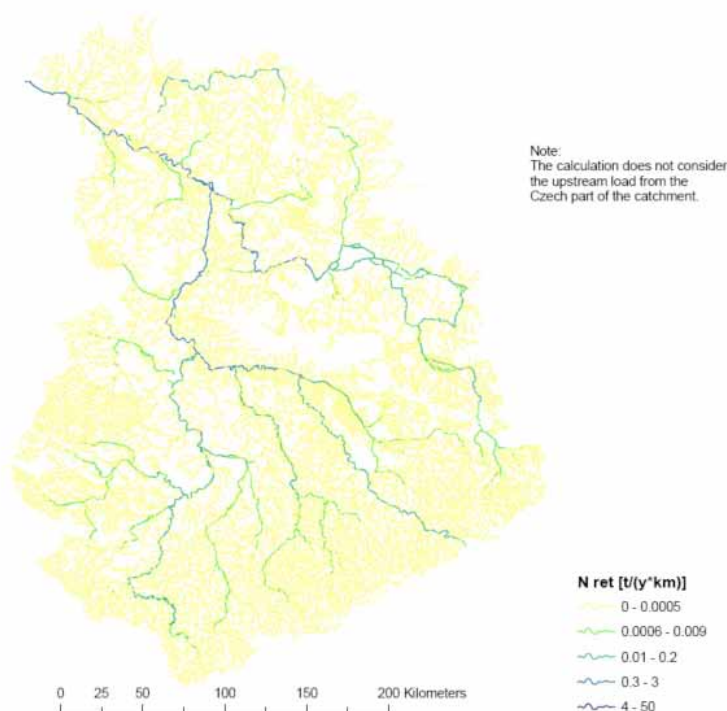 Note:
The calculation does not consider
the upstream load from the
Czech part of the catchment.
N ret [t/(y*km)]
0 - 0.0005
0.0006 - 0.009
0.01 - 0.2
0.3 - 3
4 - 50
0 25 50 100 150 200 Kilometers